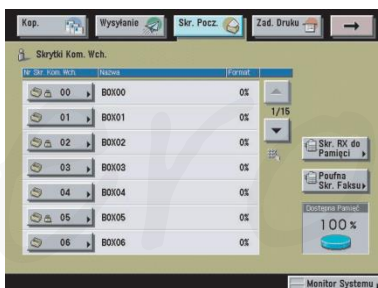 Kop. Wysyłanie Skr. Pocz. Zad. Druku
Skrytki Kom. Wch.
Nr Skr. Kom. Wch. Nazwa Format
00 BOX00 0%
01 BOX01 0%
1/15
02 BOX02 0%
Skr. RX do
Pamięci
03 BOX03 0%
Poufna
Skr. Faksu
04 BOX04 0%
05 BOX05 0%
Dostępna Pamięć
100 %
06 BOX06 0%
Monitor Systemu